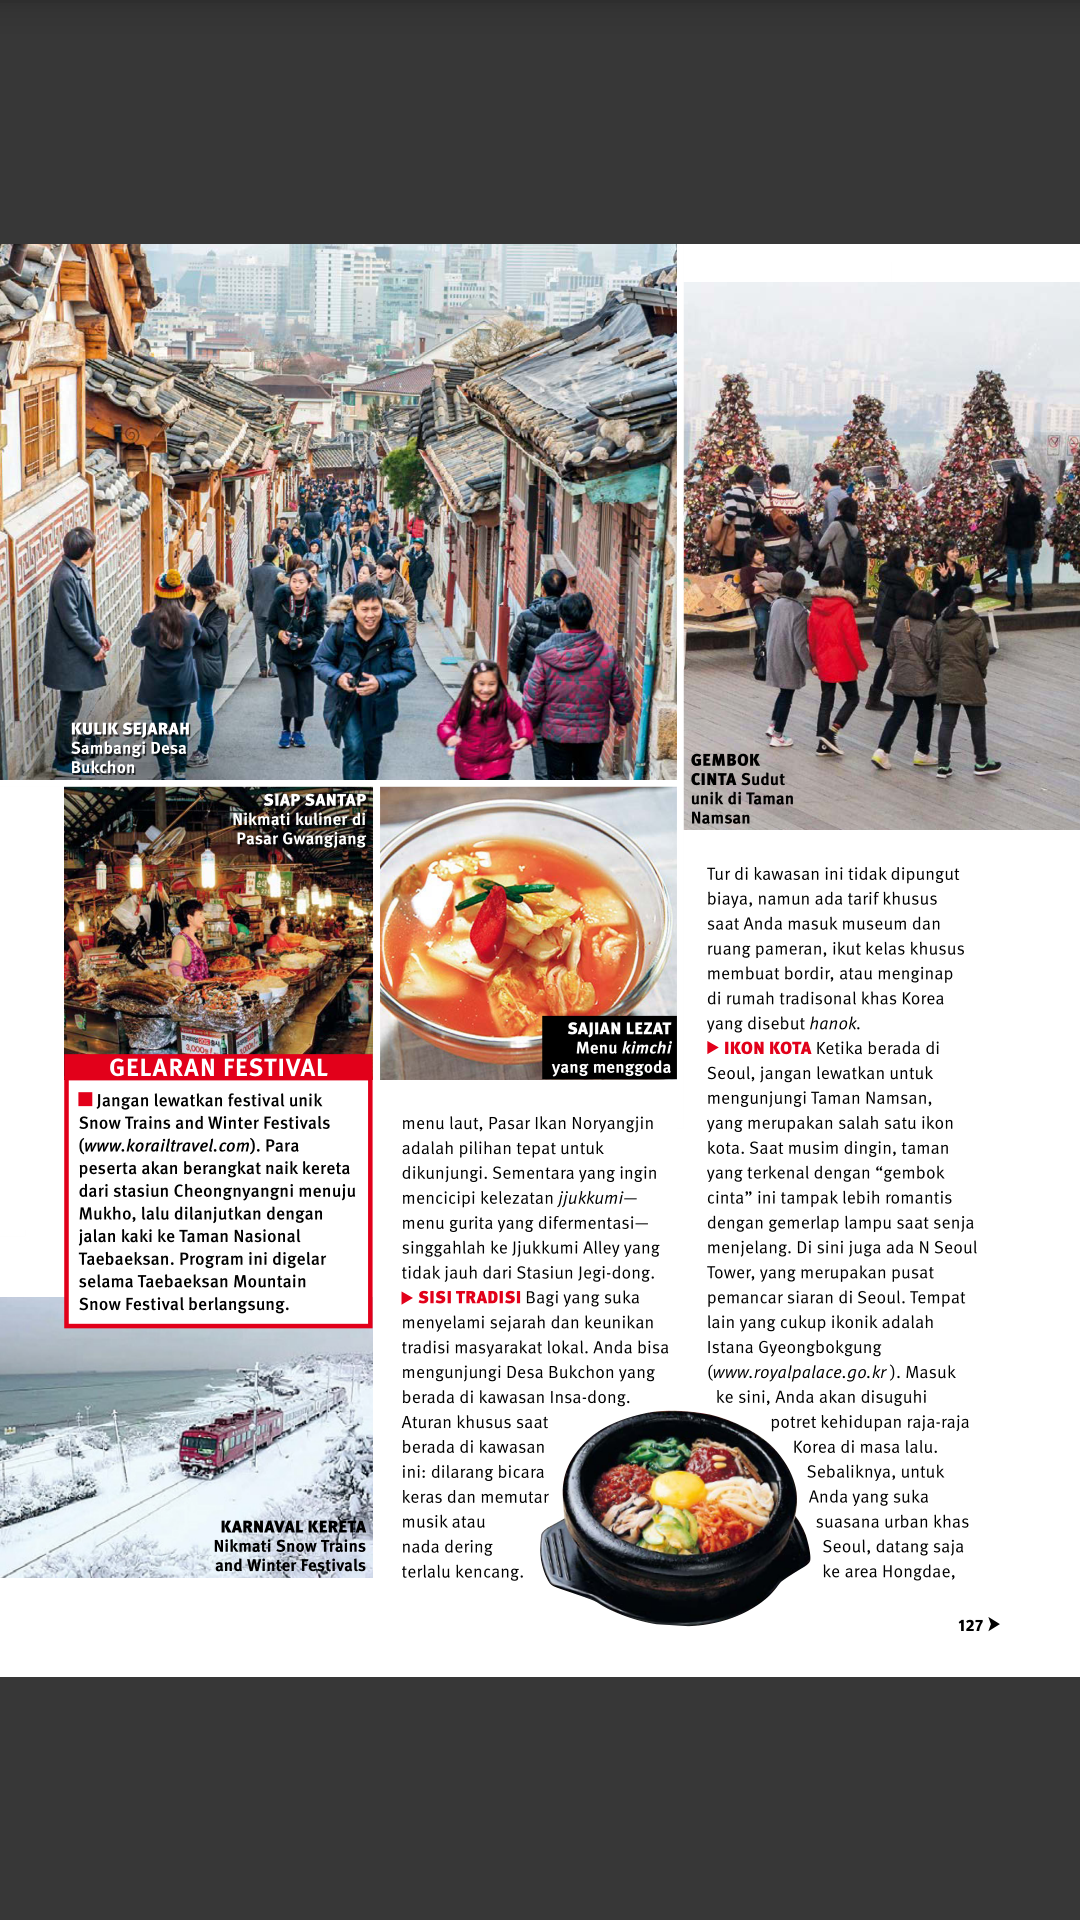 KULIK SEJARAH
Sambangi Desa
Bukchon
GEMBOK
CINTA Sudut
unik di Taman
Namsan
SIAP SANTAP
Nikmati kuliner di
Pasar Gwangjang
3,000
SAJIAN LEZAT
Menu kimchi
yang menggoda
GELARAN FESTIVAL
Jangan lewatkan festival unik
Snow Trains and Winter Festivals
(www.korailtravel.com). Para
peserta akan berangkat naik kereta
dari stasiun Cheongnyangni menuju
Mukho, lalu dilanjutkan dengan
jalan kaki ke Taman Nasional
Taebaeksan. Program ini digelar
selama Taebaeksan Mountain
Snow Festival berlangsung.
KARNAVAL KERETA
Nikmati Snow Trains
and Winter Festivals
menu laut, Pasar Ikan Noryangjin
adalah pilihan tepat untuk
dikunjungi. Sementara yang ingin
mencicipi kelezatan jjukkumi—
menu gurita yang difermentasi—
singgahlah ke Jjukkumi Alley yang
tidak jauh dari Stasiun Jegi-dong.
SISI TRADISI Bagi yang suka
menyelami sejarah dan keunikan
tradisi masyarakat lokal. Anda bisa
mengunjungi Desa Bukchon yang
berada di kawasan Insa-dong.
Aturan khusus saat
berada di kawasan
ini: dilarang bicara
keras dan memutar
musik atau
nada dering
terlalu kencang.
Tur di kawasan ini tidak dipungut
biaya, namun ada tarif khusus
saat Anda masuk museum dan
ruang pameran, ikut kelas khusus
membuat bordir, atau menginap
di rumah tradisonal khas Korea
yang disebut hanok.
IKON KOTA Ketika berada di
Seoul, jangan lewatkan untuk
mengunjungi Taman Namsan,
yang merupakan salah satu ikon
kota. Saat musim dingin, taman
yang terkenal dengan “gembok
cinta” ini tampak lebih romantis
dengan gemerlap lampu saat senja
menjelang. Di sini juga ada N Seoul
Tower, yang merupakan pusat
pemancar siaran di Seoul. Tempat
lain yang cukup ikonik adalah
Istana Gyeongbokgung
(www.royalpalace.go.kr ). Masuk
ke sini, Anda akan disuguhi
potret kehidupan raja-raja
Korea di masa lalu.
Sebaliknya, untuk
Anda yang suka
suasana urban khas
Seoul, datang saja
ke area Hongdae,
127